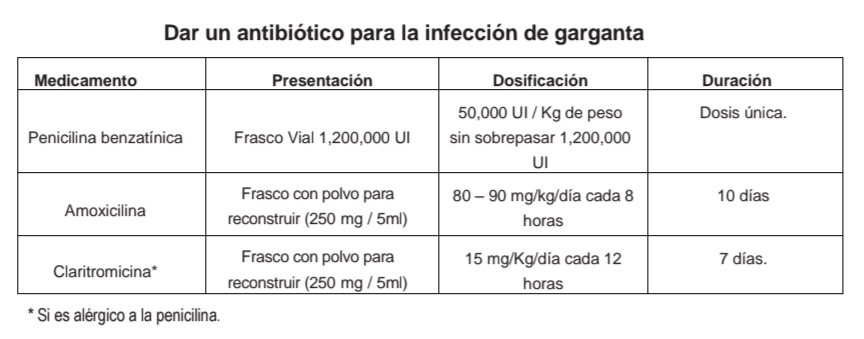 Dar un antibiótico para la infección de garganta
Medicamento Presentación Dosificación Duración
Penicilina benzatínica Frasco Vial 1,200,000 UI 50,000 UI / Kg de peso sin sobrepasar 1,200,000 UI Dosis única.
Amoxicilina Frasco con polvo para reconstruir (250 mg / 5ml) 80 – 90 mg/kg/día cada 8 horas 10 días
Claritromicina* Frasco con polvo para reconstruir (250 mg / 5ml) 15 mg/Kg/día cada 12 horas 7 días.
* Si es alérgico a la penicilina.